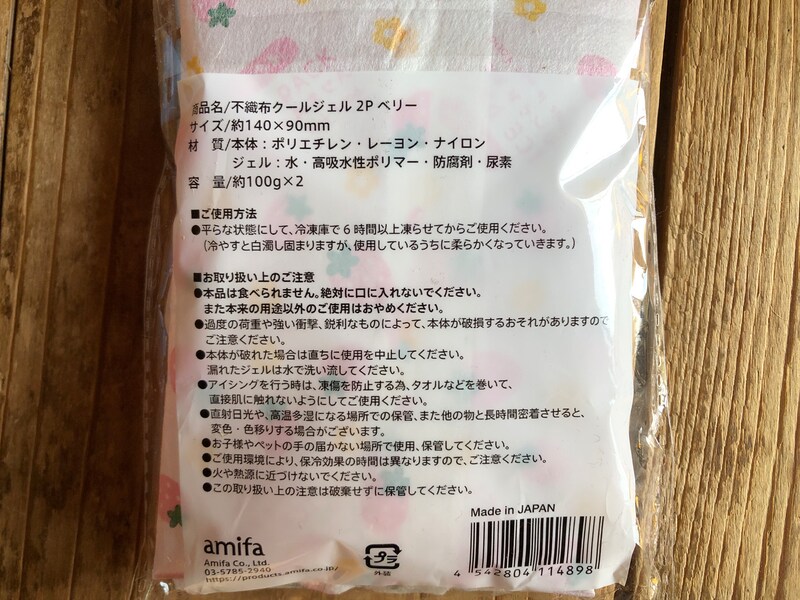 商品名/不織布クールジェル 2P ベリー
サイズ/約140×90mm
材　質/本体：ポリエチレン・レーヨン・ナイロン
ジェル：水・高吸水性ポリマー・防腐剤・尿素
容　量/約100g×2
■ご使用方法
●平らな状態にして、冷凍庫で6時間以上凍らせてからご使用ください。
（冷やすと白濁し固まりますが、使用しているうちに柔らかくなっていきます。）
■お取り扱い上のご注意
●本品は食べられません。絶対に口に入れないでください。
また本来の用途以外のご使用はおやめください。
●過度の荷重や強い衝撃、鋭利なものによって、本体が破損するおそれがありますので
ご注意ください。
●本体が破れた場合は直ちに使用を中止してください。
漏れたジェルは水で洗い流してください。
●アイシングを行う時は、凍傷を防止する為、タオルなどを巻いて、
直接肌に触れないようにしてご使用ください。
●直射日光や、高温多湿になる場所での保管、また他の物と長時間密着させると、
変色・色移りする場合がございます。
●お子様やペットの手の届かない場所で使用、保管してください。
●ご使用環境により、保冷効果の時間は異なりますので、ご注意ください。
●火や熱源に近づけないでください。
●この取り扱い上の注意は破棄せずに保管してください。
Made in JAPAN
amifa
Amifa Co., Ltd.
03-5785-2940
https://products.amifa.co.jp/
プラ
外装
4 542804 114898